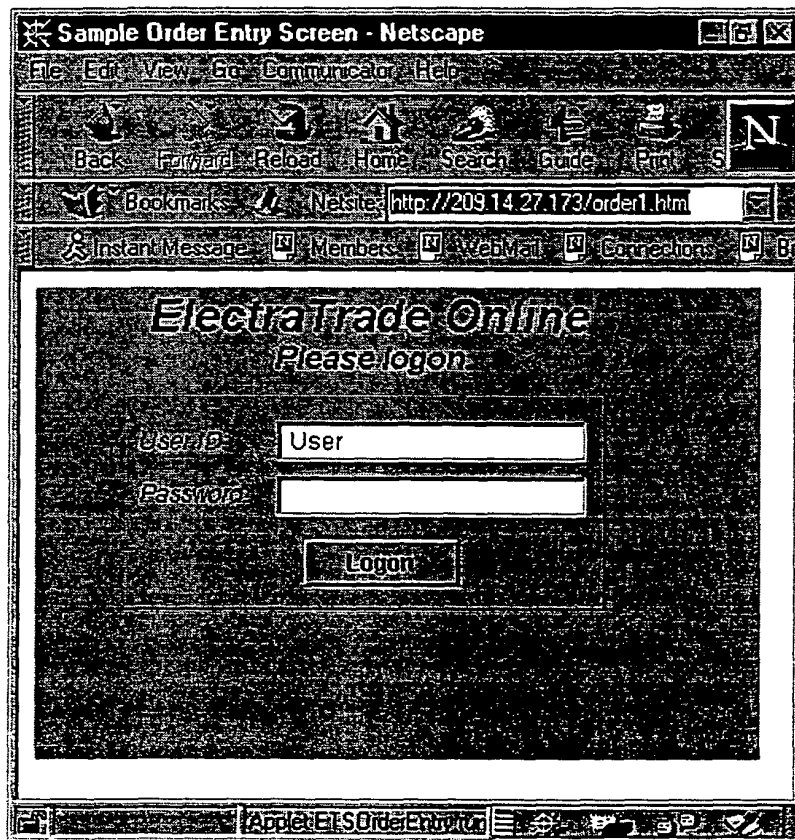 Sample Order Entry Screen - Netscape
File Edit View Go Communicator Help
Back Forward Reload Home Search Guide Print S N
Bookmarks Netsite: http://209.14.27.173/order1.html
Instant Message Members WebMail Connections
ElectraTrade Online
Please logon.
User ID: User
Password:
Logon